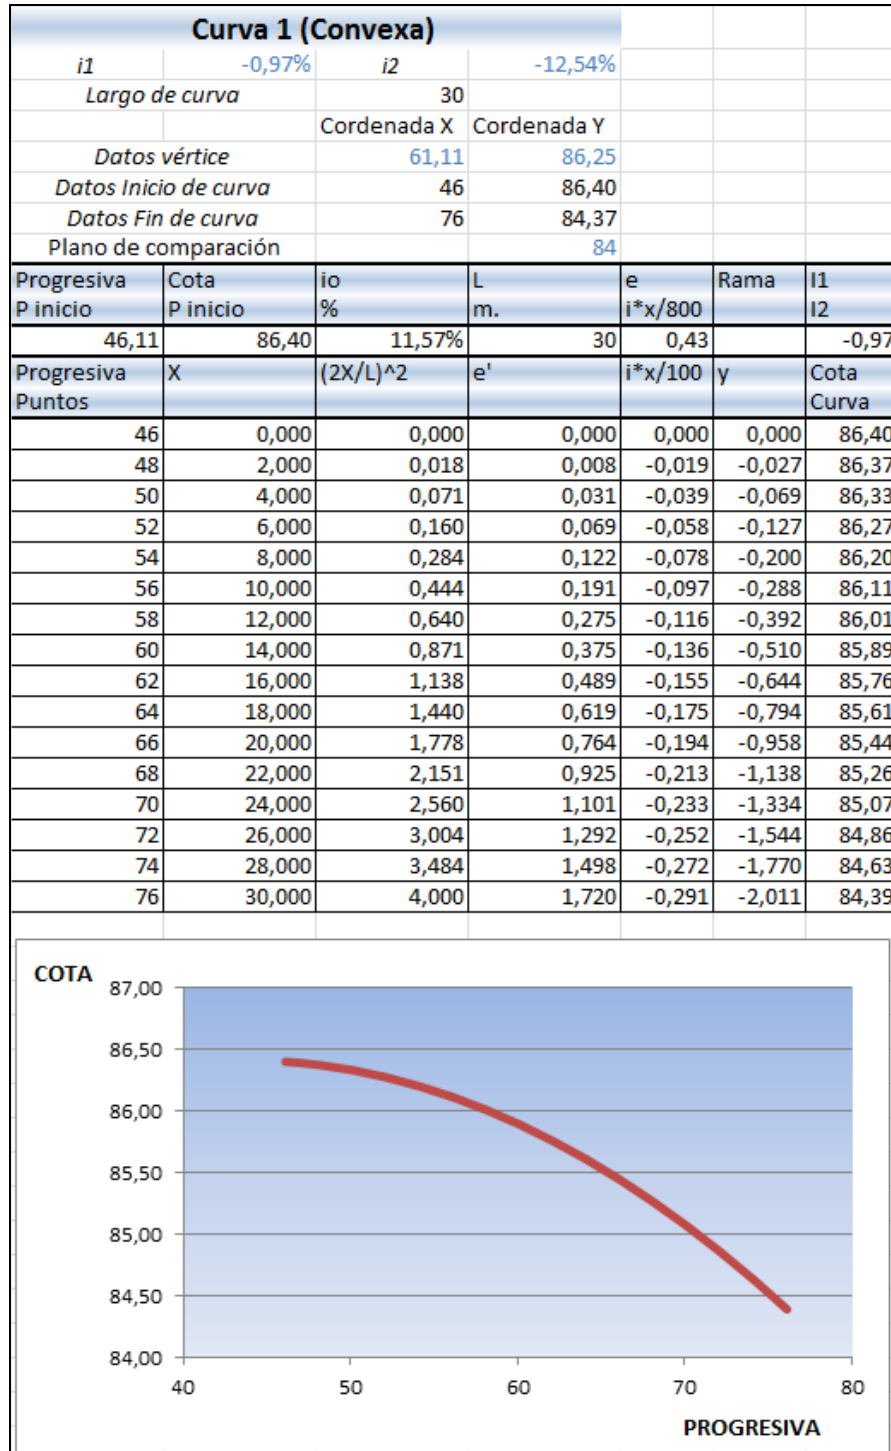 Curva 1 (Convexa)
i1 -0,97% i2 -12,54%
Largo de curva 30
Cordenada X Cordenada Y
Datos vértice 61,11 86,25
Datos Inicio de curva 46 86,40
Datos Fin de curva 76 84,37
Plano de comparación 84
Progresiva Cota io L e Rama I1
P inicio P inicio % m. i*x/800 I2
46,11 86,40 11,57% 30 0,43 -0,97
Progresiva X (2X/L)^2 e' i*x/100 y Cota
Puntos Curva
46 0,000 0,000 0,000 0,000 0,000 86,40
48 2,000 0,018 0,008 -0,019 -0,027 86,37
50 4,000 0,071 0,031 -0,039 -0,069 86,33
52 6,000 0,160 0,069 -0,058 -0,127 86,27
54 8,000 0,284 0,122 -0,078 -0,200 86,20
56 10,000 0,444 0,191 -0,097 -0,288 86,11
58 12,000 0,640 0,275 -0,116 -0,392 86,01
60 14,000 0,871 0,375 -0,136 -0,510 85,89
62 16,000 1,138 0,489 -0,155 -0,644 85,76
64 18,000 1,440 0,619 -0,175 -0,794 85,61
66 20,000 1,778 0,764 -0,194 -0,958 85,44
68 22,000 2,151 0,925 -0,213 -1,138 85,26
70 24,000 2,560 1,101 -0,233 -1,334 85,07
72 26,000 3,004 1,292 -0,252 -1,544 84,86
74 28,000 3,484 1,498 -0,272 -1,770 84,63
76 30,000 4,000 1,720 -0,291 -2,011 84,39
COTA
87,00
86,50
86,00
85,50
85,00
84,50
84,00
40 50 60 70 80
PROGRESIVA